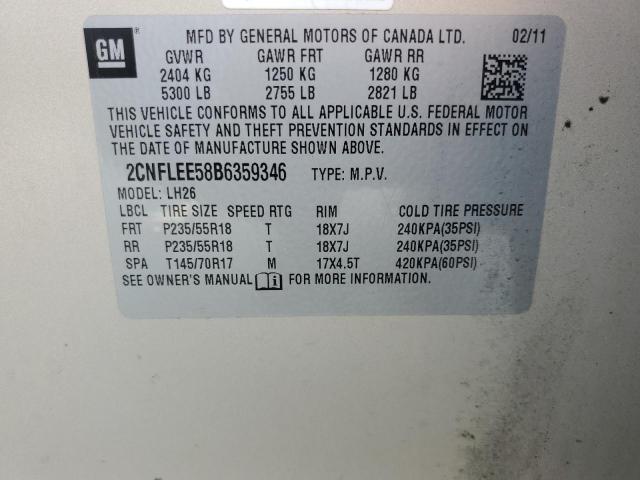 GM ® MFD BY GENERAL MOTORS OF CANADA LTD. 02/11
GVWR GAWR FRT GAWR RR
2404 KG 1250 KG 1280 KG
5300 LB 2755 LB 2821 LB
THIS VEHICLE CONFORMS TO ALL APPLICABLE U.S. FEDERAL MOTOR
VEHICLE SAFETY AND THEFT PREVENTION STANDARDS IN EFFECT ON
THE DATE OF MANUFACTURE SHOWN ABOVE.
2CNFLEE58B6359346 TYPE: M.P.V.
MODEL: LH26
LBCL TIRE SIZE SPEED RTG RIM COLD TIRE PRESSURE
FRT P235/55R18 T 18X7J 240KPA(35PSI)
RR P235/55R18 T 18X7J 240KPA(35PSI)
SPA T145/70R17 M 17X4.5T 420KPA(60PSI)
SEE OWNER'S MANUAL FOR MORE INFORMATION.